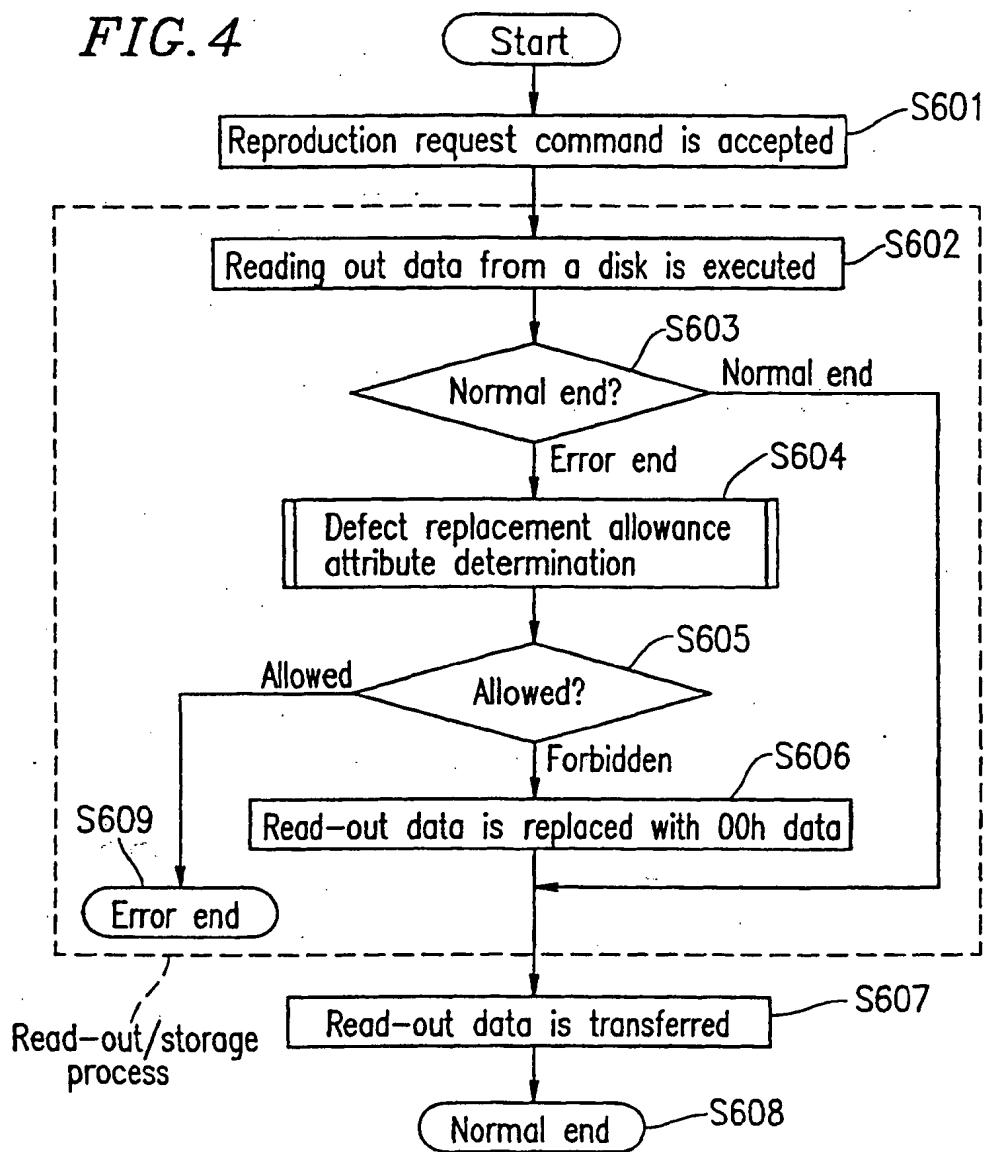 FIG. 4
Start
S601
Reproduction request command is accepted
S602
Reading out data from a disk is executed
S603
Normal end?
Normal end
Error end
S604
Defect replacement allowance
attribute determination
S605
Allowed
Allowed?
Forbidden
S606
Read-out data is replaced with 00h data
S609
Error end
S607
Read-out data is transferred
Read-out/storage
process
S608
Normal end